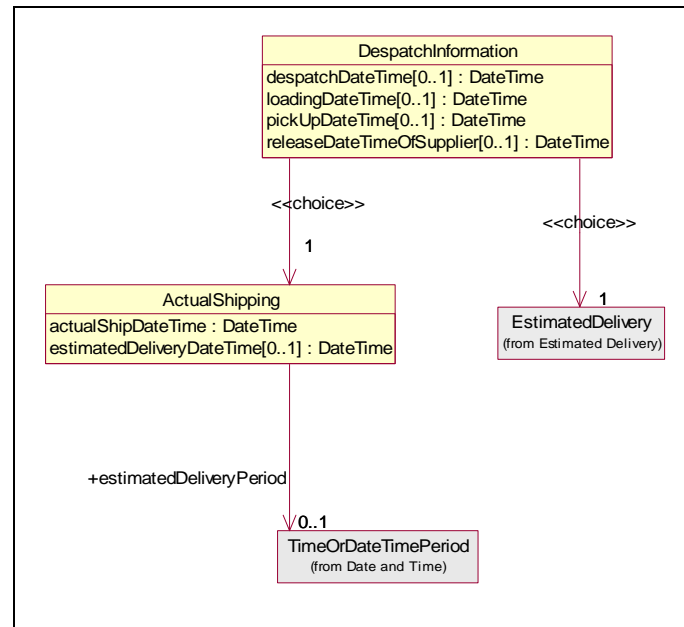 DespatchInformation
despatchDateTime[0..1] : DateTime
loadingDateTime[0..1] : DateTime
pickUpDateTime[0..1] : DateTime
releaseDateTimeOfSupplier[0..1] : DateTime
<<choice>>
<<choice>>
1
1
ActualShipping
actualShipDateTime : DateTime
estimatedDeliveryDateTime[0..1] : DateTime
EstimatedDelivery
(from Estimated Delivery)
+estimatedDeliveryPeriod
0..1
TimeOrDateTimePeriod
(from Date and Time)